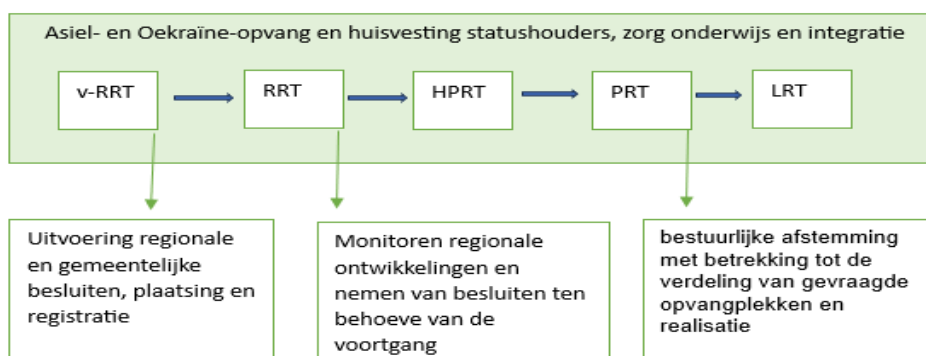 Asiel- en Oekraïne-opvang en huisvesting statushouders, zorg onderwijs en integratie
v-RRT
RRT
HPRT
PRT
LRT
Uitvoering regionale
en gemeentelijke
besluiten, plaatsing en
registratie
Monitoren regionale
ontwikkelingen en
nemen van besluiten ten
behoeve van de
voortgang
bestuurlijke afstemming
met betrekking tot de
verdeling van gevraagde
opvangplekken en
realisatie